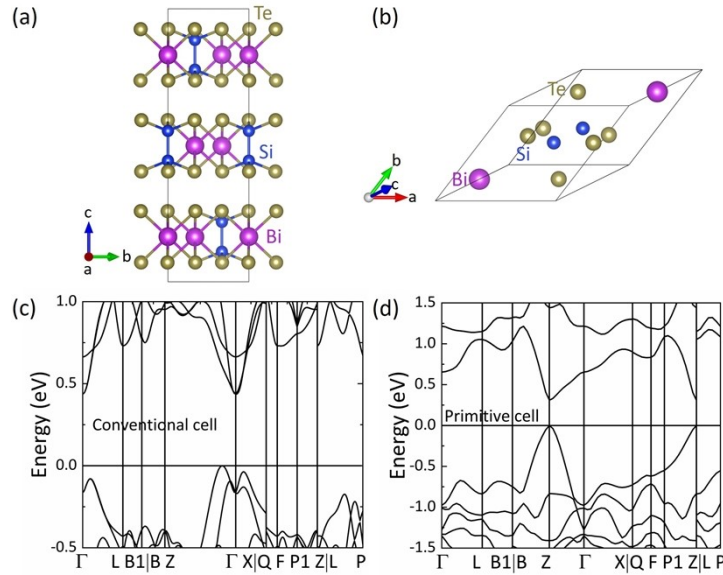 (a)
Te
Si
Bi
c
b
a
(b)
Te
Si
Bi
b
c
a
(c)
1.0
0.5
0.0
-0.5
Energy (eV)
Conventional cell
Γ L B1|B Z Γ X|Q F P1 Z|L P
(d)
1.5
1.0
0.5
0.0
-0.5
-1.0
-1.5
Energy (eV)
Primitive cell
Γ L B1|B Z Γ X|Q F P1 Z|L P